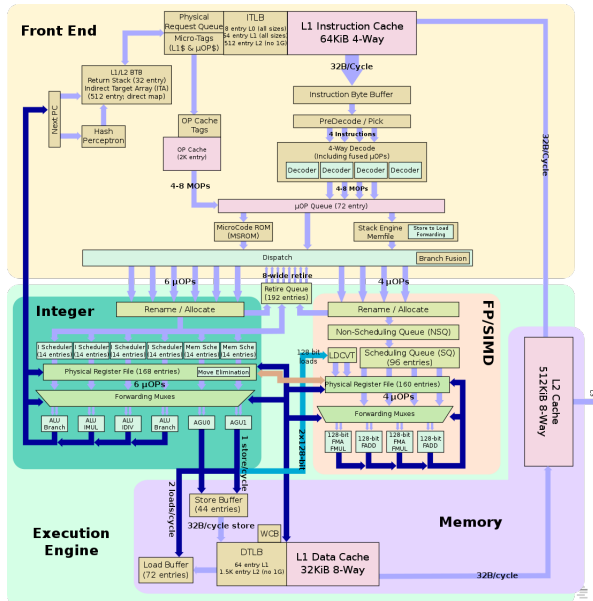 Front End
Physical
Request Queue
Micro-Tags
(L1$ & μOP$)
ITLB
8 entry L0 (all sizes)
64 entry L1 (all sizes)
512 entry L2 (no 1G)
L1 Instruction Cache
64KiB 4-Way
32B/Cycle
L1/L2 BTB
Return Stack (32 entry)
Indirect Target Array (ITA)
(512 entry; direct map)
Next PC
Hash
Perceptron
OP Cache
Tags
OP Cache
(2K entry)
4-8 MOPs
Instruction Byte Buffer
PreDecode / Pick
4 Instructions
4-Way Decode
(Including fused μOPs)
Decoder
Decoder
Decoder
Decoder
4-8 MOPs
32B/Cycle
μOP Queue (72 entry)
MicroCode ROM
(MSROM)
Stack Engine
Memfile
Store to Load
Forwarding
Dispatch
Branch Fusion
6 μOPs
8-wide retire
4 μOPs
Retire Queue
(192 entries)
Integer
Rename / Allocate
I Scheduler
(14 entries)
I Scheduler
(14 entries)
I Scheduler
(14 entries)
I Scheduler
(14 entries)
Mem Sche
(14 entries)
Mem Sche
(14 entries)
Physical Register File (168 entries)
Move Elimination
6 μOPs
Forwarding Muxes
ALU
Branch
ALU
IMUL
ALU
IDIV
ALU
Branch
AGU0
AGU1
FP/SIMD
Rename / Allocate
Non-Scheduling Queue (NSQ)
128 bit
loads
LDCVT
Scheduling Queue (SQ)
(96 entries)
Physical Register File (160 entries)
4 μOPs
Forwarding Muxes
128-bit
FMA
FMUL
128-bit
FADD
128-bit
FMA
FMUL
128-bit
FADD
L2 Cache
512KiB 8-Way
1 store/cycle
2x128-bit
2 loads/cycle
Execution
Engine
Memory
Store Buffer
(44 entries)
32B/cycle store
WCB
Load Buffer
(72 entries)
DTLB
64 entry L1
1.5K entry L2 (no 1G)
L1 Data Cache
32KiB 8-Way
32B/cycle